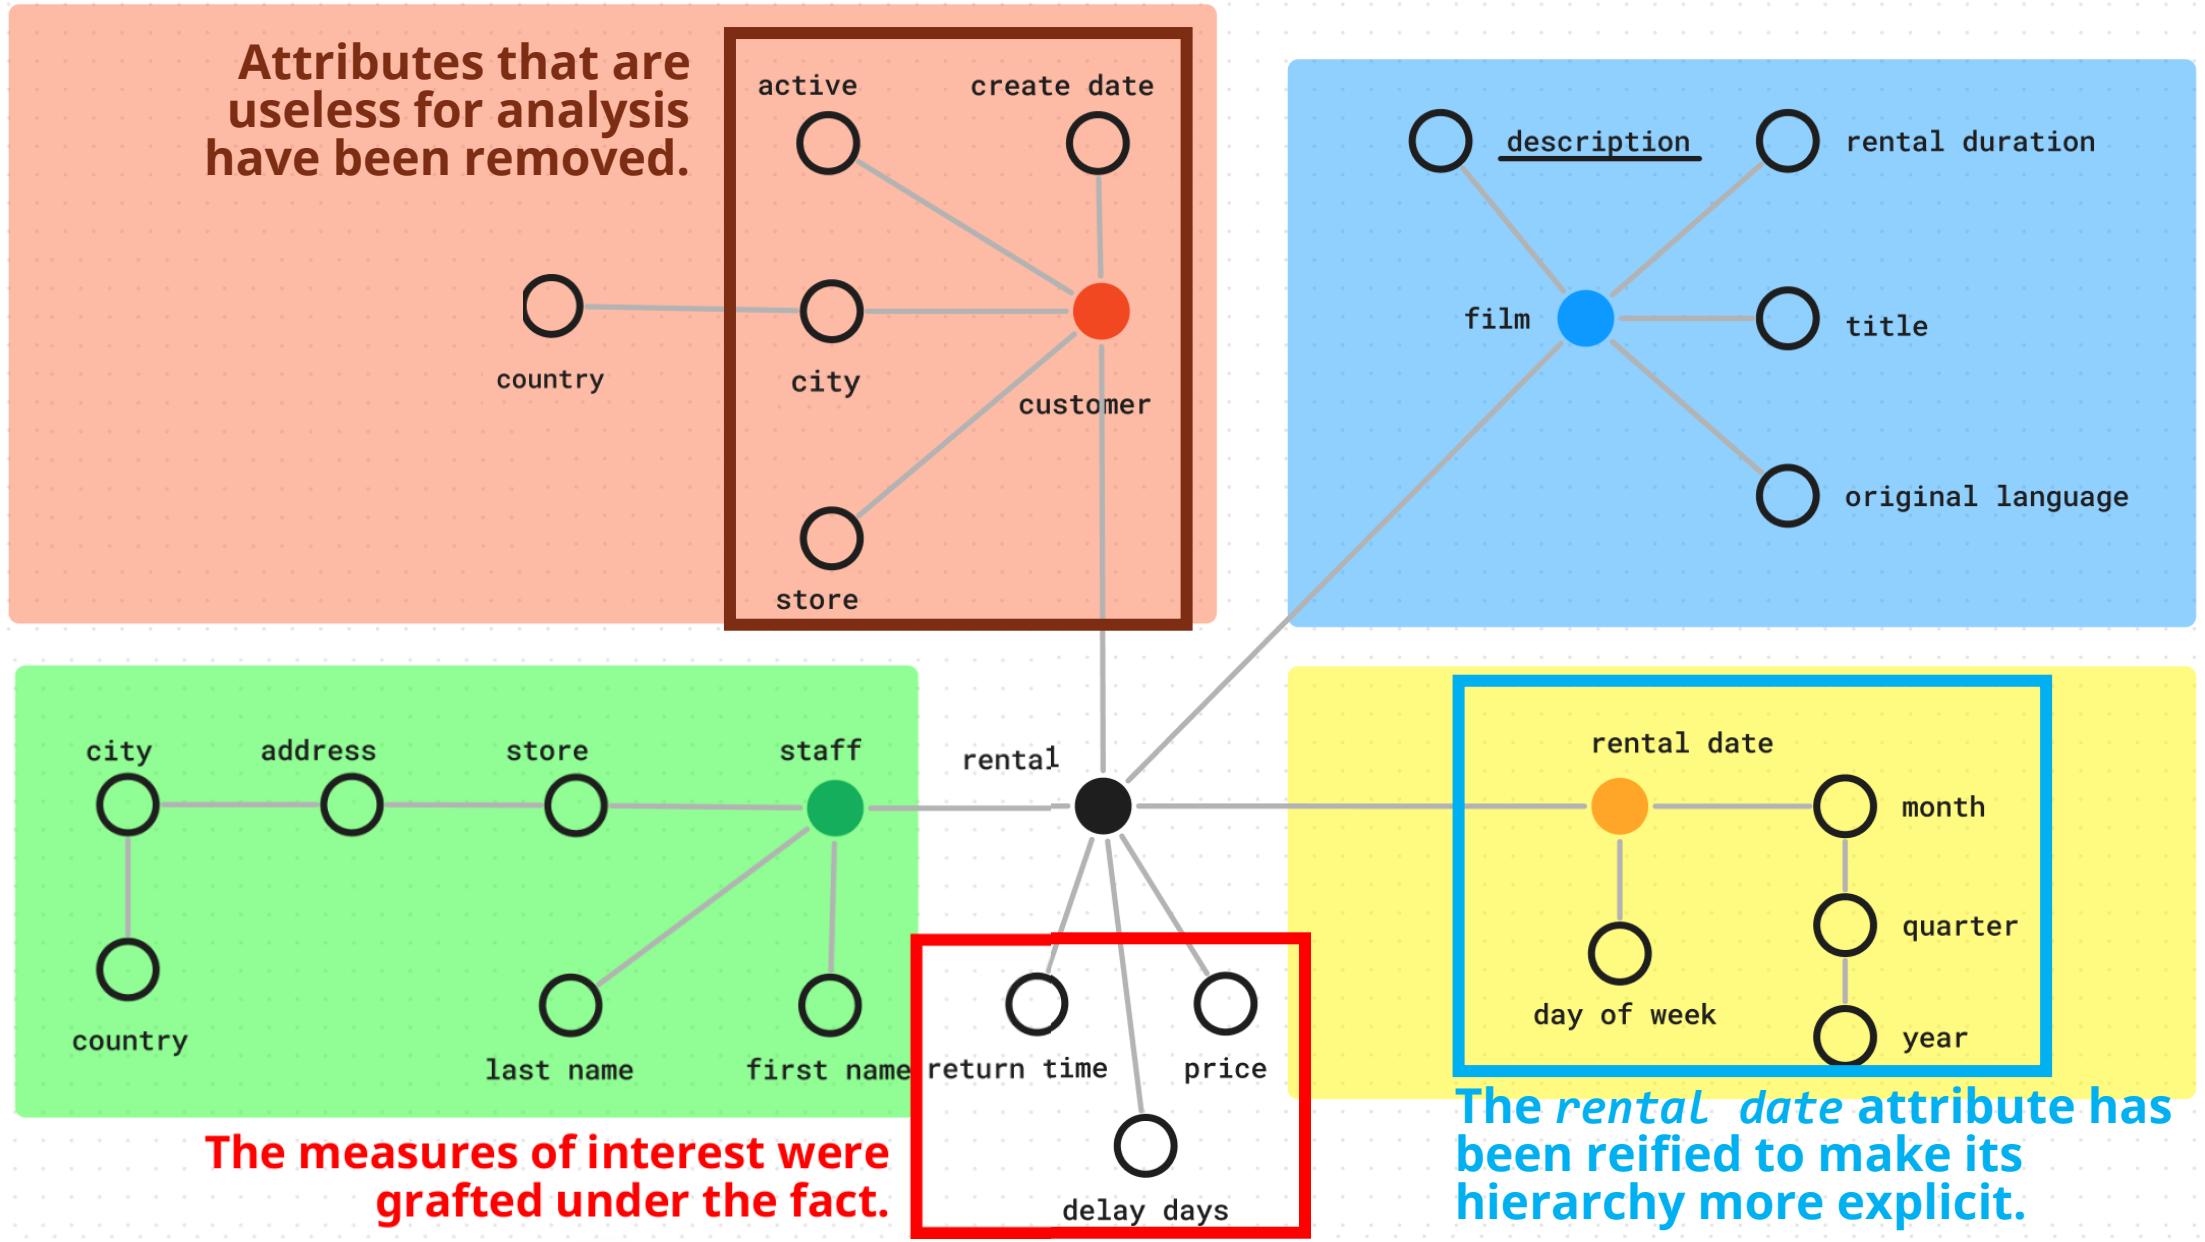 Attributes that are
useless for analysis
have been removed.
active
create date
country
city
customer
store
description
rental duration
film
title
original language
city
address
store
staff
country
last name
first name
rental
return time
price
delay days
rental date
month
quarter
day of week
year
The measures of interest were
grafted under the fact.
The rental date attribute has
been reified to make its
hierarchy more explicit.